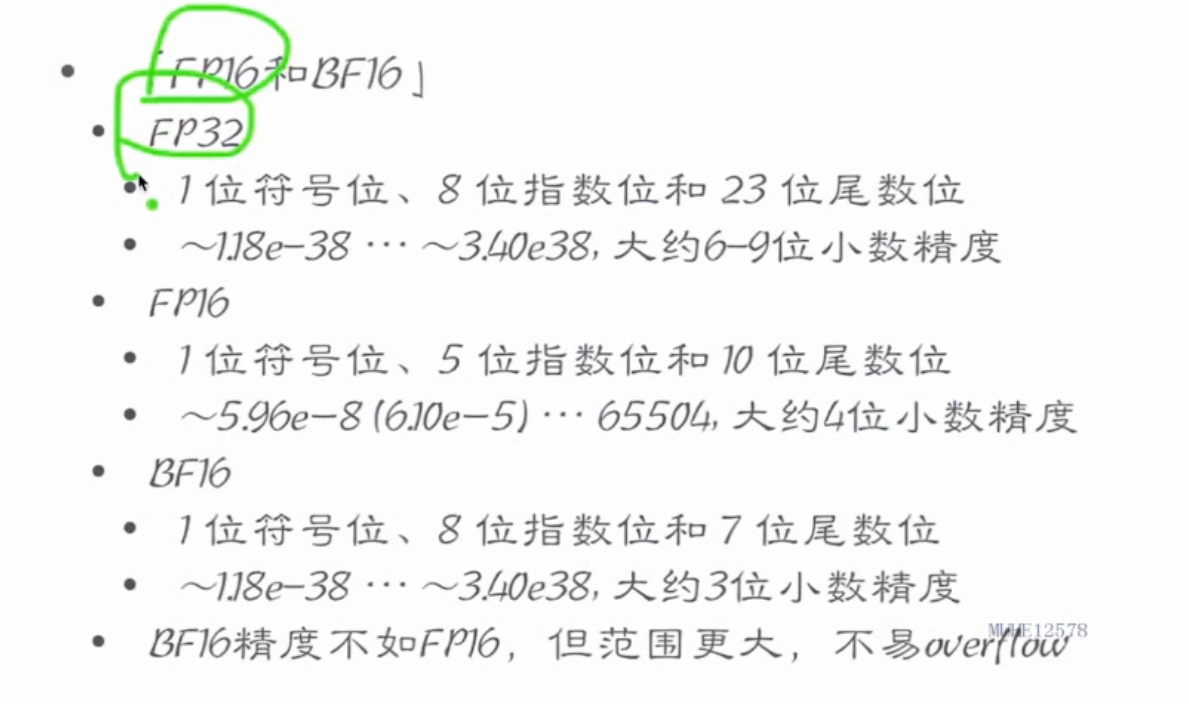 「FP16和BF16」
FP32
1 位符号位、8 位指数位和 23 位尾数位
~1.18e-38 … ~3.40e38, 大约6-9位小数精度
FP16
1 位符号位、5 位指数位和 10 位尾数位
~5.96e-8 (6.10e-5) … 65504, 大约4位小数精度
BF16
1 位符号位、8 位指数位和 7 位尾数位
~1.18e-38 … ~3.40e38, 大约3位小数精度
BF16精度不如FP16，但范围更大，不易overflow